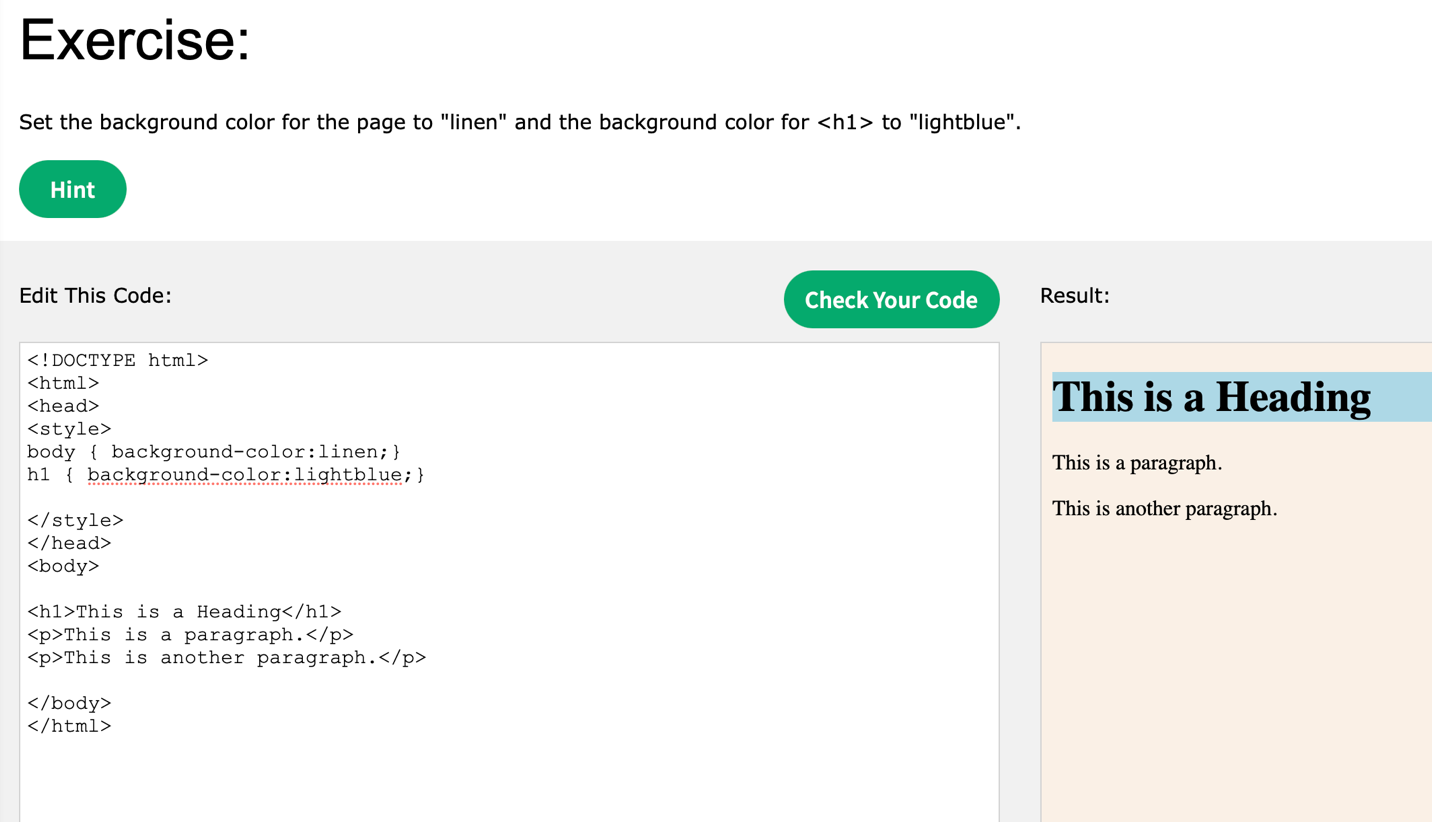 Exercise:
Set the background color for the page to "linen" and the background color for <h1> to "lightblue".
Hint
Edit This Code:
Check Your Code
Result:
<!DOCTYPE html>
<html>
<head>
<style>
body { background-color:linen;}
h1 { background-color:lightblue;}
</style>
</head>
<body>
<h1>This is a Heading</h1>
<p>This is a paragraph.</p>
<p>This is another paragraph.</p>
</body>
</html>
This is a Heading
This is a paragraph.
This is another paragraph.